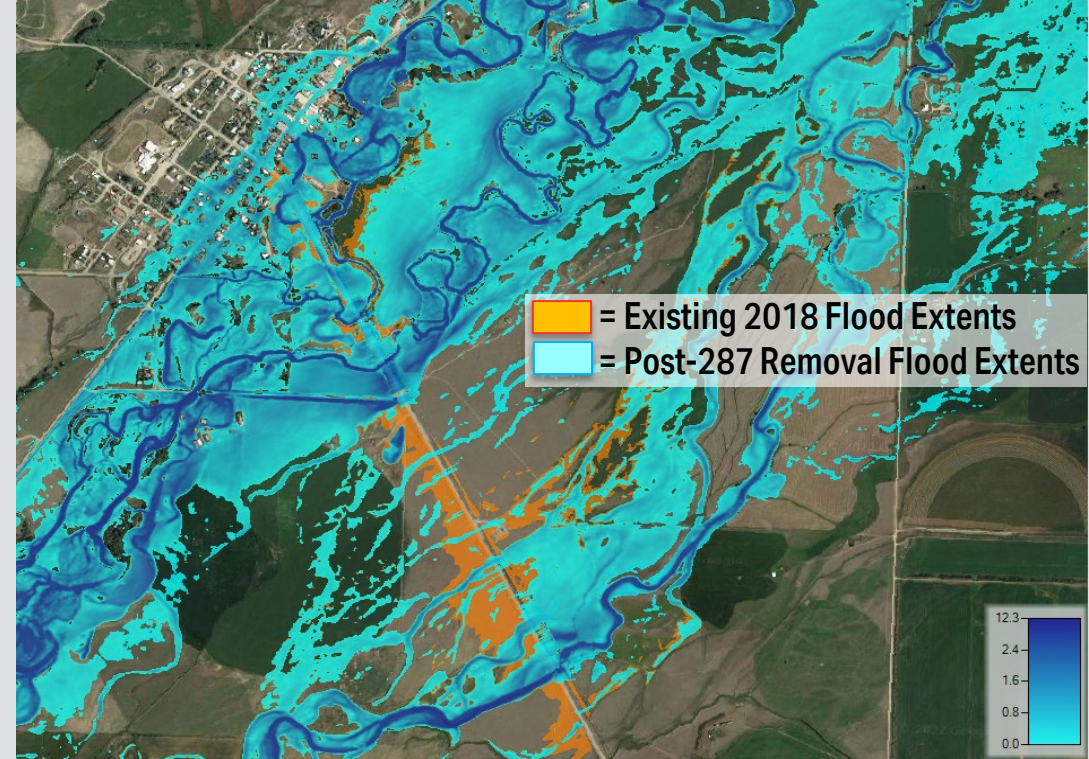 = Existing 2018 Flood Extents
= Post-287 Removal Flood Extents
12.3
2.4
1.6
0.8
0.0